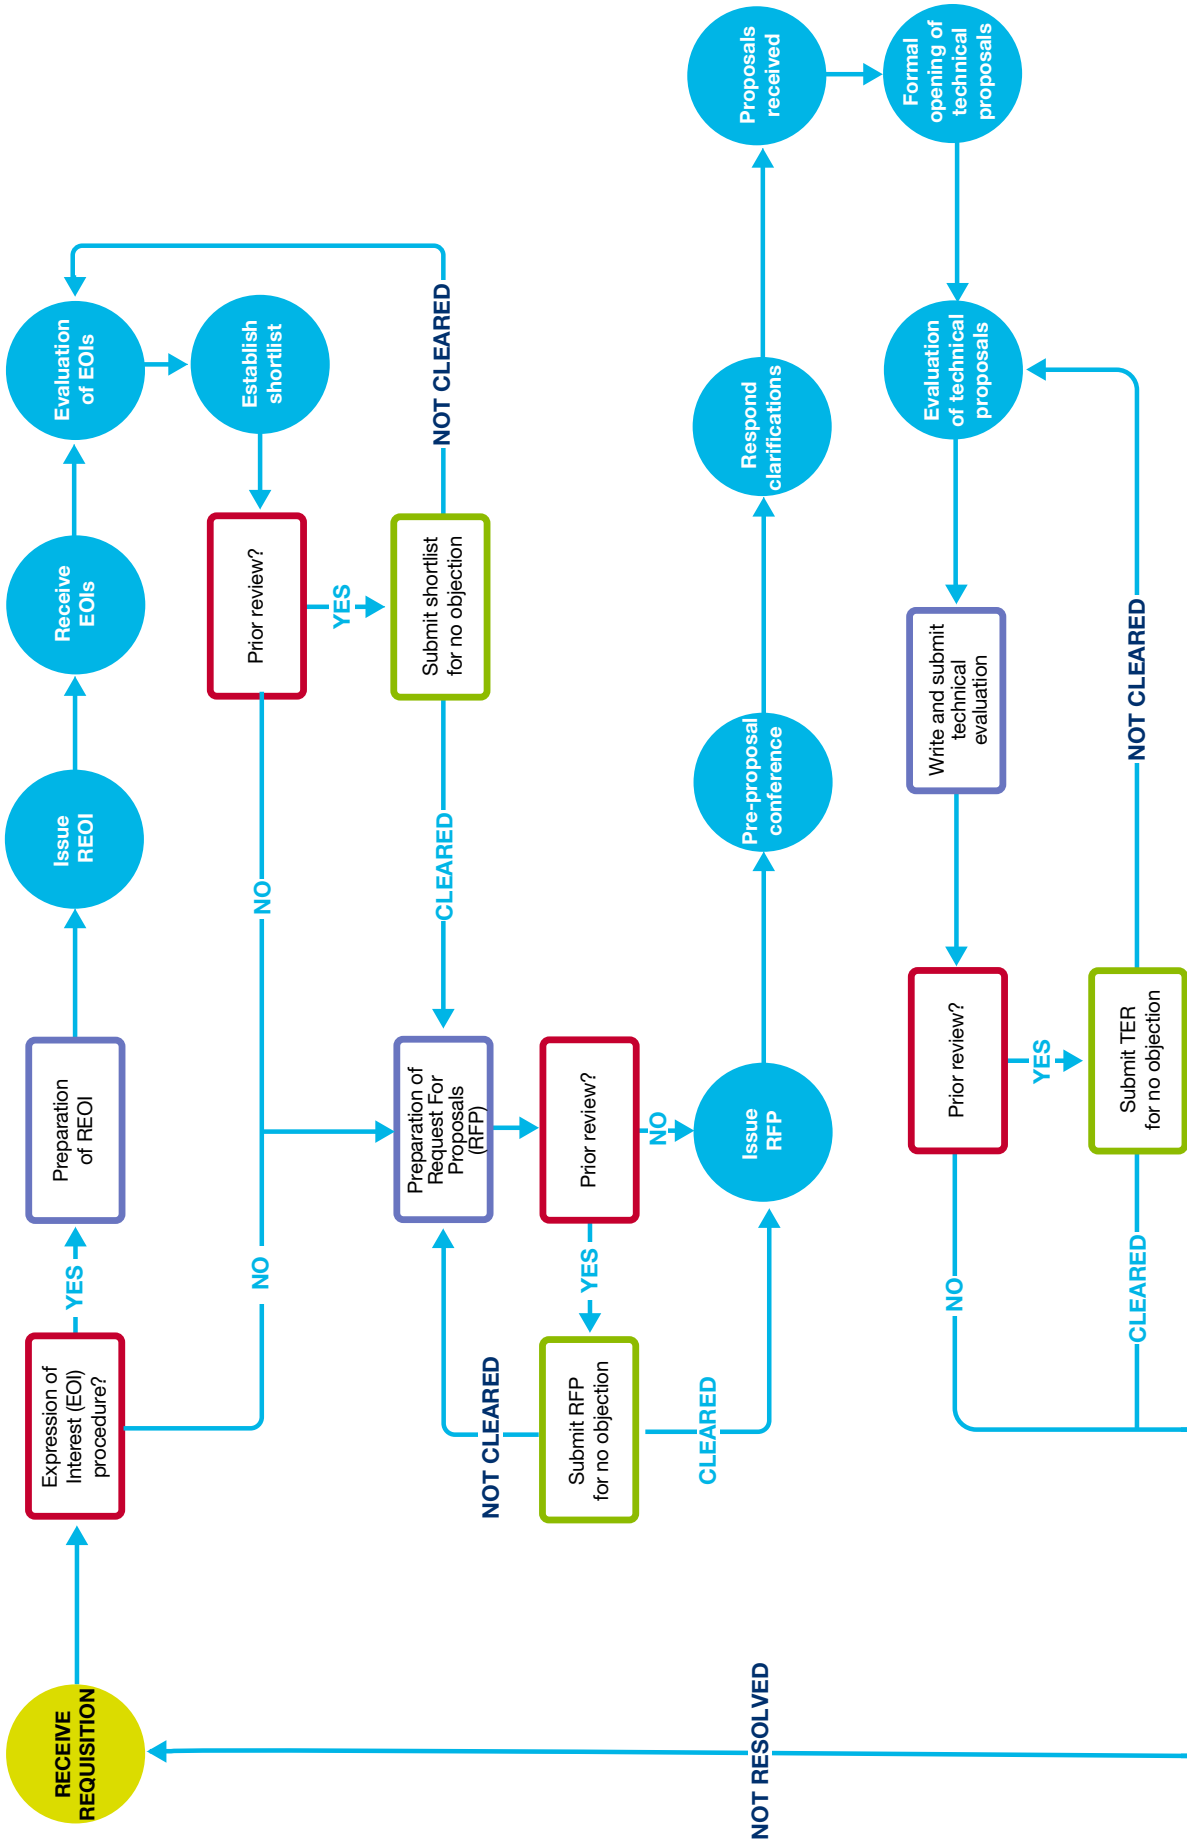 RECEIVE
REQUISITION
Expression of
Interest (EOI)
procedure?
YES
Preparation
of REOI
Issue
REOI
Receive
EOIs
Evaluation
of EOIs
Establish
shortlist
Prior review?
NO
NO
YES
Submit shortlist
for no objection
NOT CLEARED
CLEARED
Preparation of
Request For
Proposals
(RFP)
Prior review?
YES
NO
Submit RFP
for no objection
NOT CLEARED
CLEARED
Issue
RFP
Pre-proposal
conference
Respond
clarifications
Proposals
received
Formal
opening of
technical
proposals
Evaluation
of technical
proposals
Write and submit
technical
evaluation
Prior review?
NO
YES
Submit TER
for no objection
NOT CLEARED
CLEARED
NOT RESOLVED